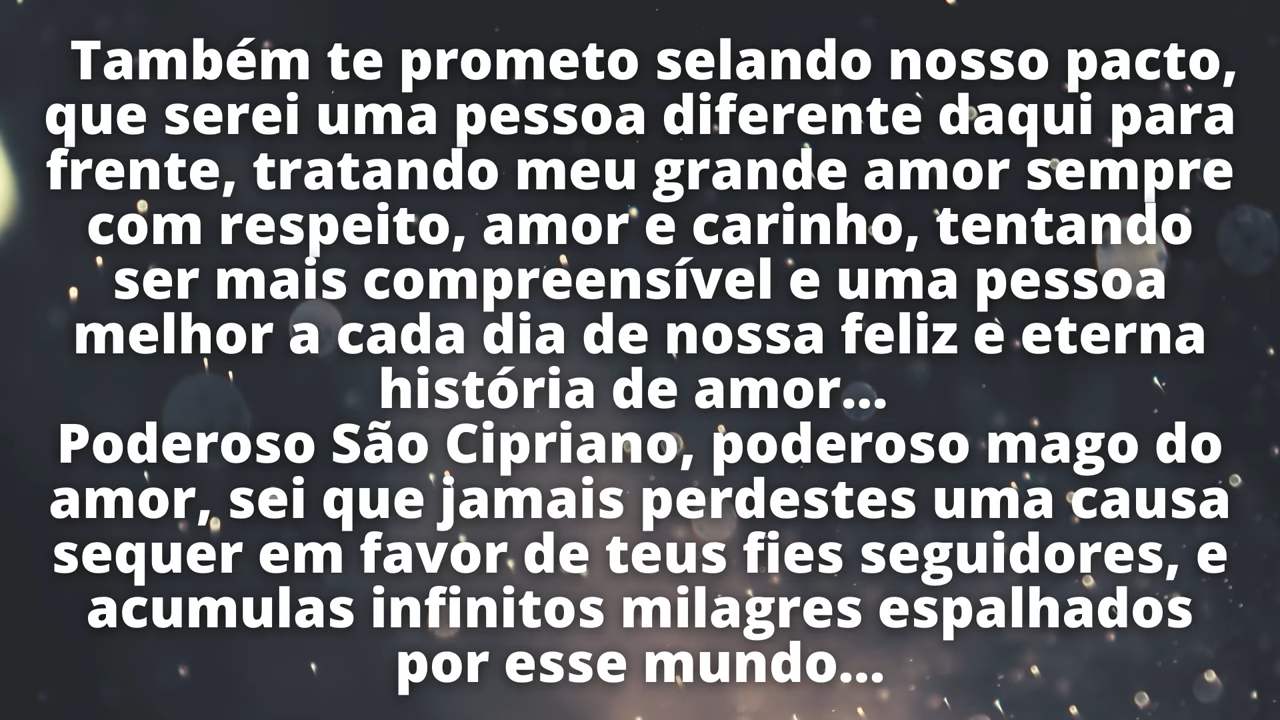 Também te prometo selando nosso pacto,
que serei uma pessoa diferente daqui para
frente, tratando meu grande amor sempre
com respeito, amor e carinho, tentando
ser mais compreensível e uma pessoa
melhor a cada dia de nossa feliz e eterna
história de amor...
Poderoso São Cipriano, poderoso mago do
amor, sei que jamais perdestes uma causa
sequer em favor de teus fies seguidores, e
acumulas infinitos milagres espalhados
por esse mundo...